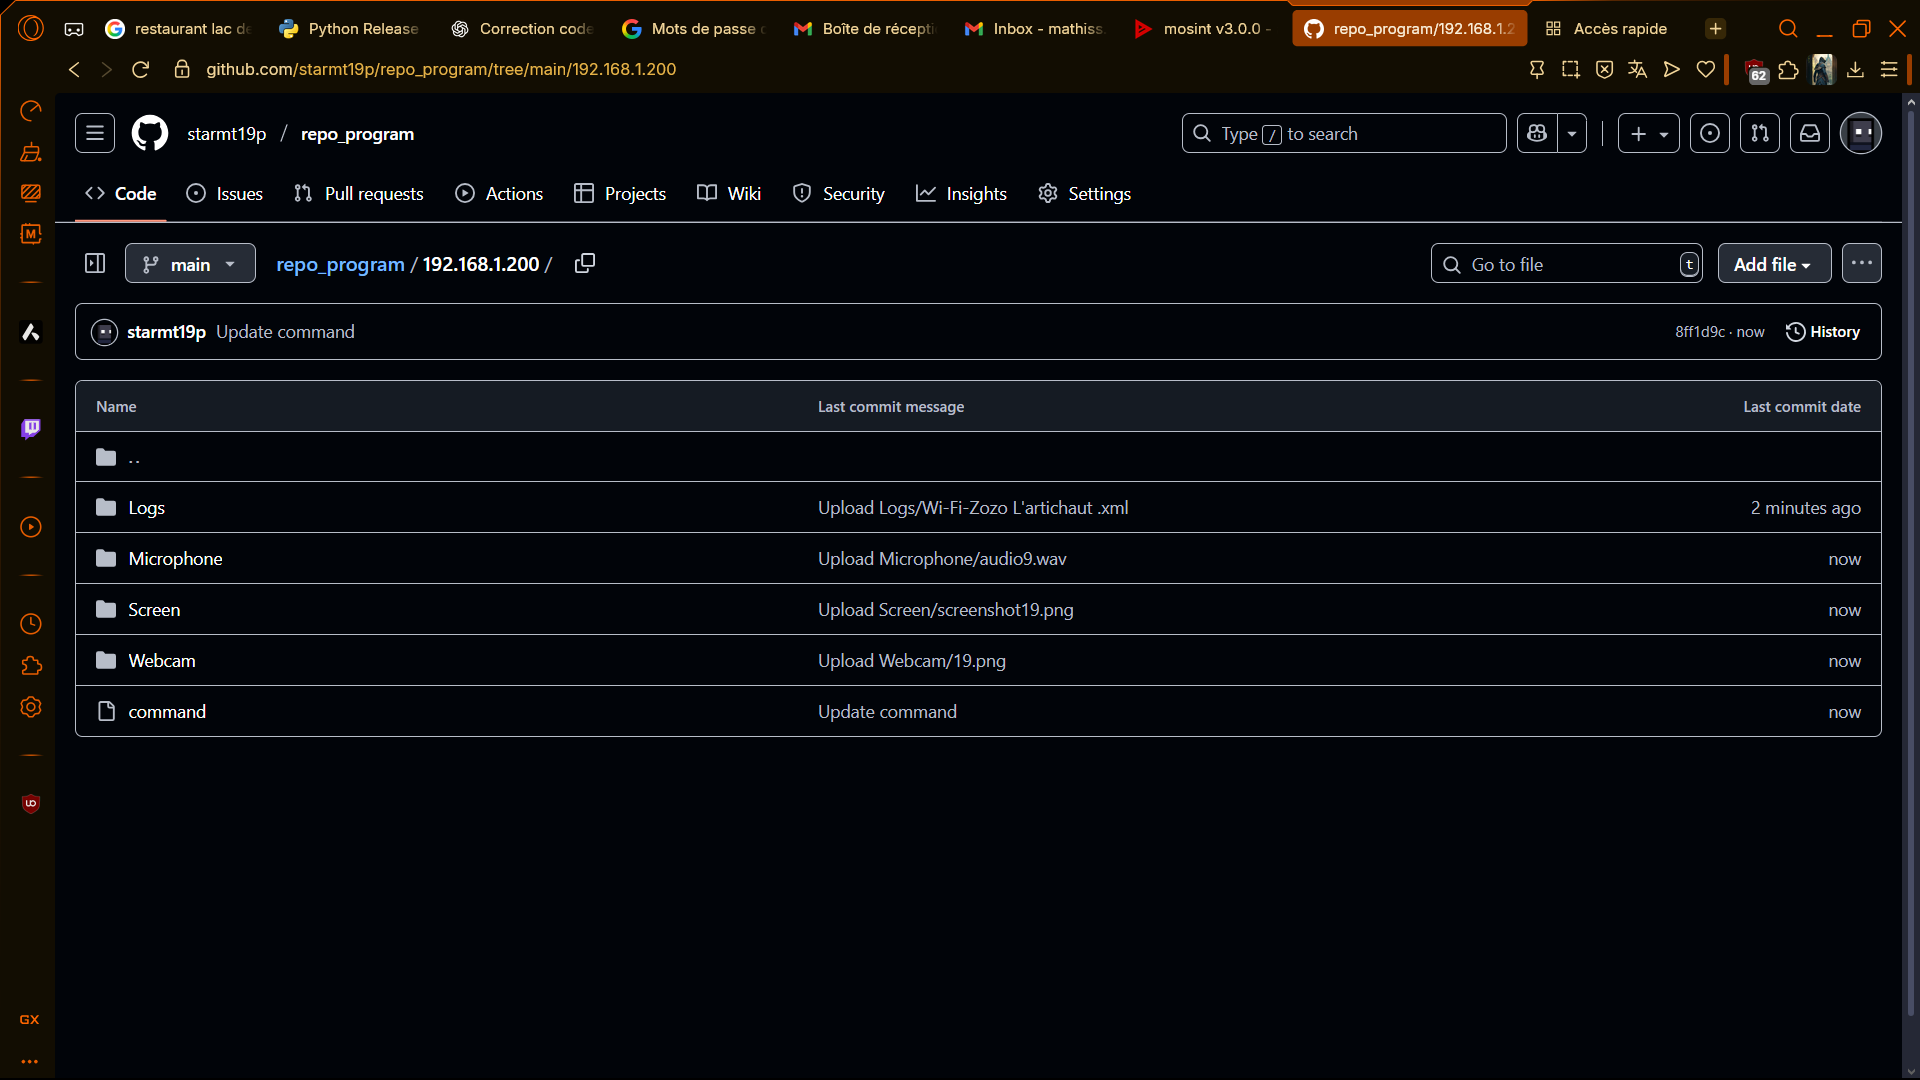 restaurant lac de
Python Release
Correction code
Mots de passe
Boîte de récepti
Inbox - mathiss.
mosint v3.0.0 -
repo_program/192.168.1.2
Accès rapide
github.com/starmt19p/repo_program/tree/main/192.168.1.200
62
starmt19p / repo_program
Type / to search
Code
Issues
Pull requests
Actions
Projects
Wiki
Security
Insights
Settings
main
repo_program / 192.168.1.200 /
Go to file
t
Add file
starmt19p Update command
8ff1d9c · now
History
Name
Last commit message
Last commit date
..
Logs
Upload Logs/Wi-Fi-Zozo L'artichaut .xml
2 minutes ago
Microphone
Upload Microphone/audio9.wav
now
Screen
Upload Screen/screenshot19.png
now
Webcam
Upload Webcam/19.png
now
command
Update command
now
M
GX